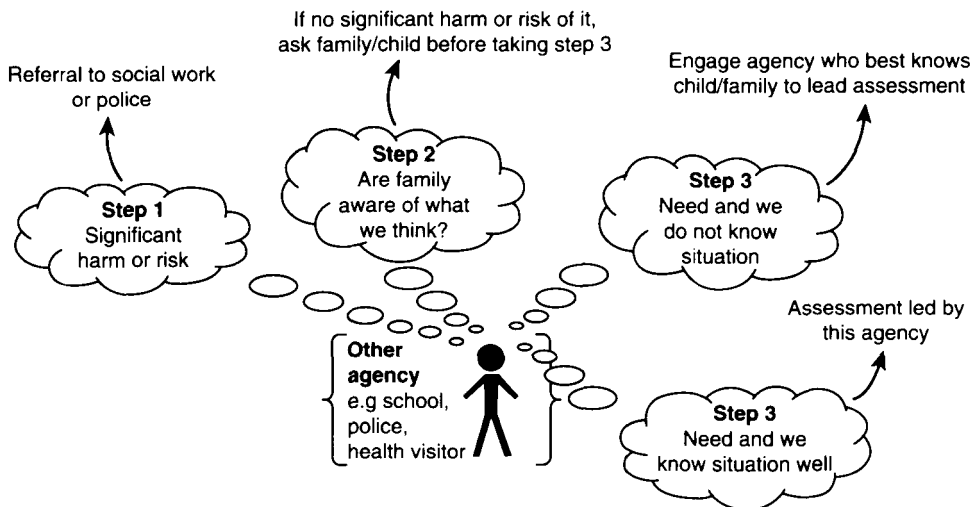 Referral to social work
or police
Step 1
Significant
harm or risk
If no significant harm or risk of it,
ask family/child before taking step 3
Step 2
Are family
aware of what
we think?
Engage agency who best knows
child/family to lead assessment
Step 3
Need and we
do not know
situation
Assessment led by
this agency
Step 3
Need and we
know situation well
Other
agency
e.g school,
police,
health visitor